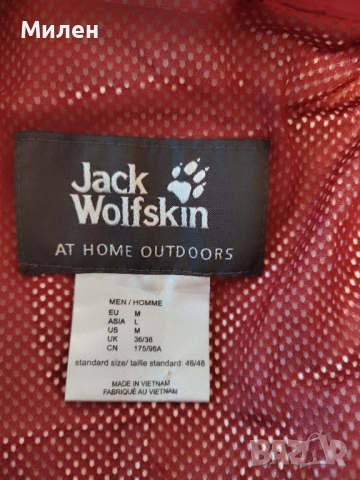 Милен
Jack
Wolfskin
AT HOME OUTDOORS
MEN / HOMME
EU M
ASIA L
US M
UK 36/38
CN 175/96A
standard size/ taille standard: 46/48
MADE IN VIETNAM
FABRIQUÉ AU VIETNAM
BAZAR